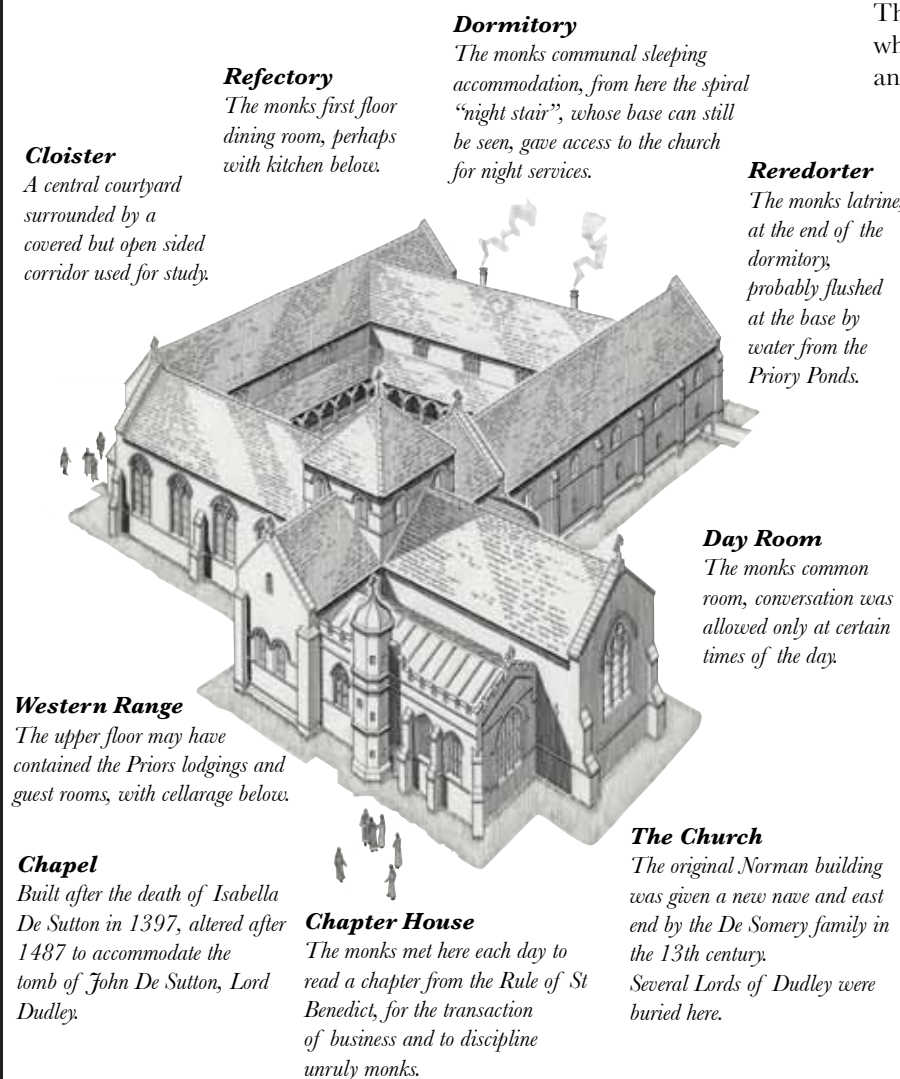 Th
wh
an
Dormitory
The monks communal sleeping
accommodation, from here the spiral
“night stair”, whose base can still
be seen, gave access to the church
for night services.
Refectory
The monks first floor
dining room, perhaps
with kitchen below.
Cloister
A central courtyard
surrounded by a
covered but open sided
corridor used for study.
Reredorter
The monks latrine,
at the end of the
dormitory,
probably flushed
at the base by
water from the
Priory Ponds.
Day Room
The monks common
room, conversation was
allowed only at certain
times of the day.
Western Range
The upper floor may have
contained the Priors lodgings and
guest rooms, with cellarage below.
Chapel
Built after the death of Isabella
De Sutton in 1397, altered after
1487 to accommodate the
tomb of John De Sutton, Lord
Dudley.
Chapter House
The monks met here each day to
read a chapter from the Rule of St
Benedict, for the transaction
of business and to discipline
unruly monks.
The Church
The original Norman building
was given a new nave and east
end by the De Somery family in
the 13th century.
Several Lords of Dudley were
buried here.